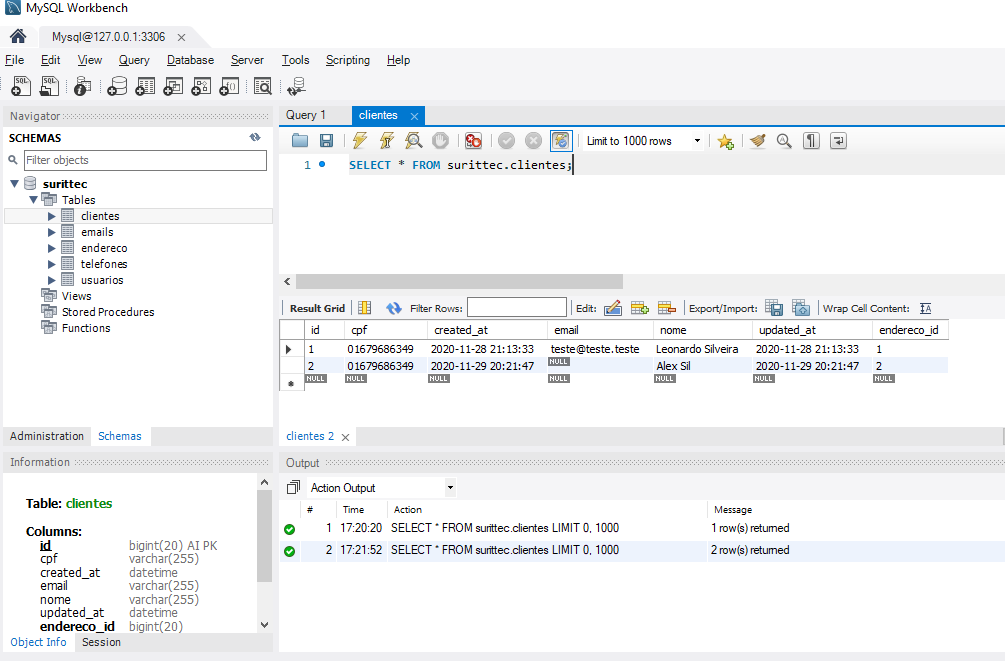 MySQL Workbench
Mysql@127.0.0.1:3306
File Edit View Query Database Server Tools Scripting Help
Navigator
SCHEMAS
Filter objects
surittec
Tables
clientes
emails
endereco
telefones
usuarios
Views
Stored Procedures
Functions
Administration Schemas
Information
Table: clientes
Columns:
id bigint(20) AI PK
cpf varchar(255)
created_at datetime
email varchar(255)
nome varchar(255)
updated_at datetime
endereco_id bigint(20)
Object Info Session
Query 1 clientes
Limit to 1000 rows
1 SELECT * FROM surittec.clientes;
Result Grid Filter Rows: Edit: Export/Import: Wrap Cell Content:
id cpf created_at email nome updated_at endereco_id
1 01679686349 2020-11-28 21:13:33 teste@teste.teste Leonardo Silveira 2020-11-28 21:13:33 1
2 01679686349 2020-11-29 20:21:47 NULL Alex Sil 2020-11-29 20:21:47 2
NULL NULL NULL NULL NULL NULL NULL
clientes 2
Output
Action Output
# Time Action Message
1 17:20:20 SELECT * FROM surittec.clientes LIMIT 0, 1000 1 row(s) returned
2 17:21:52 SELECT * FROM surittec.clientes LIMIT 0, 1000 2 row(s) returned